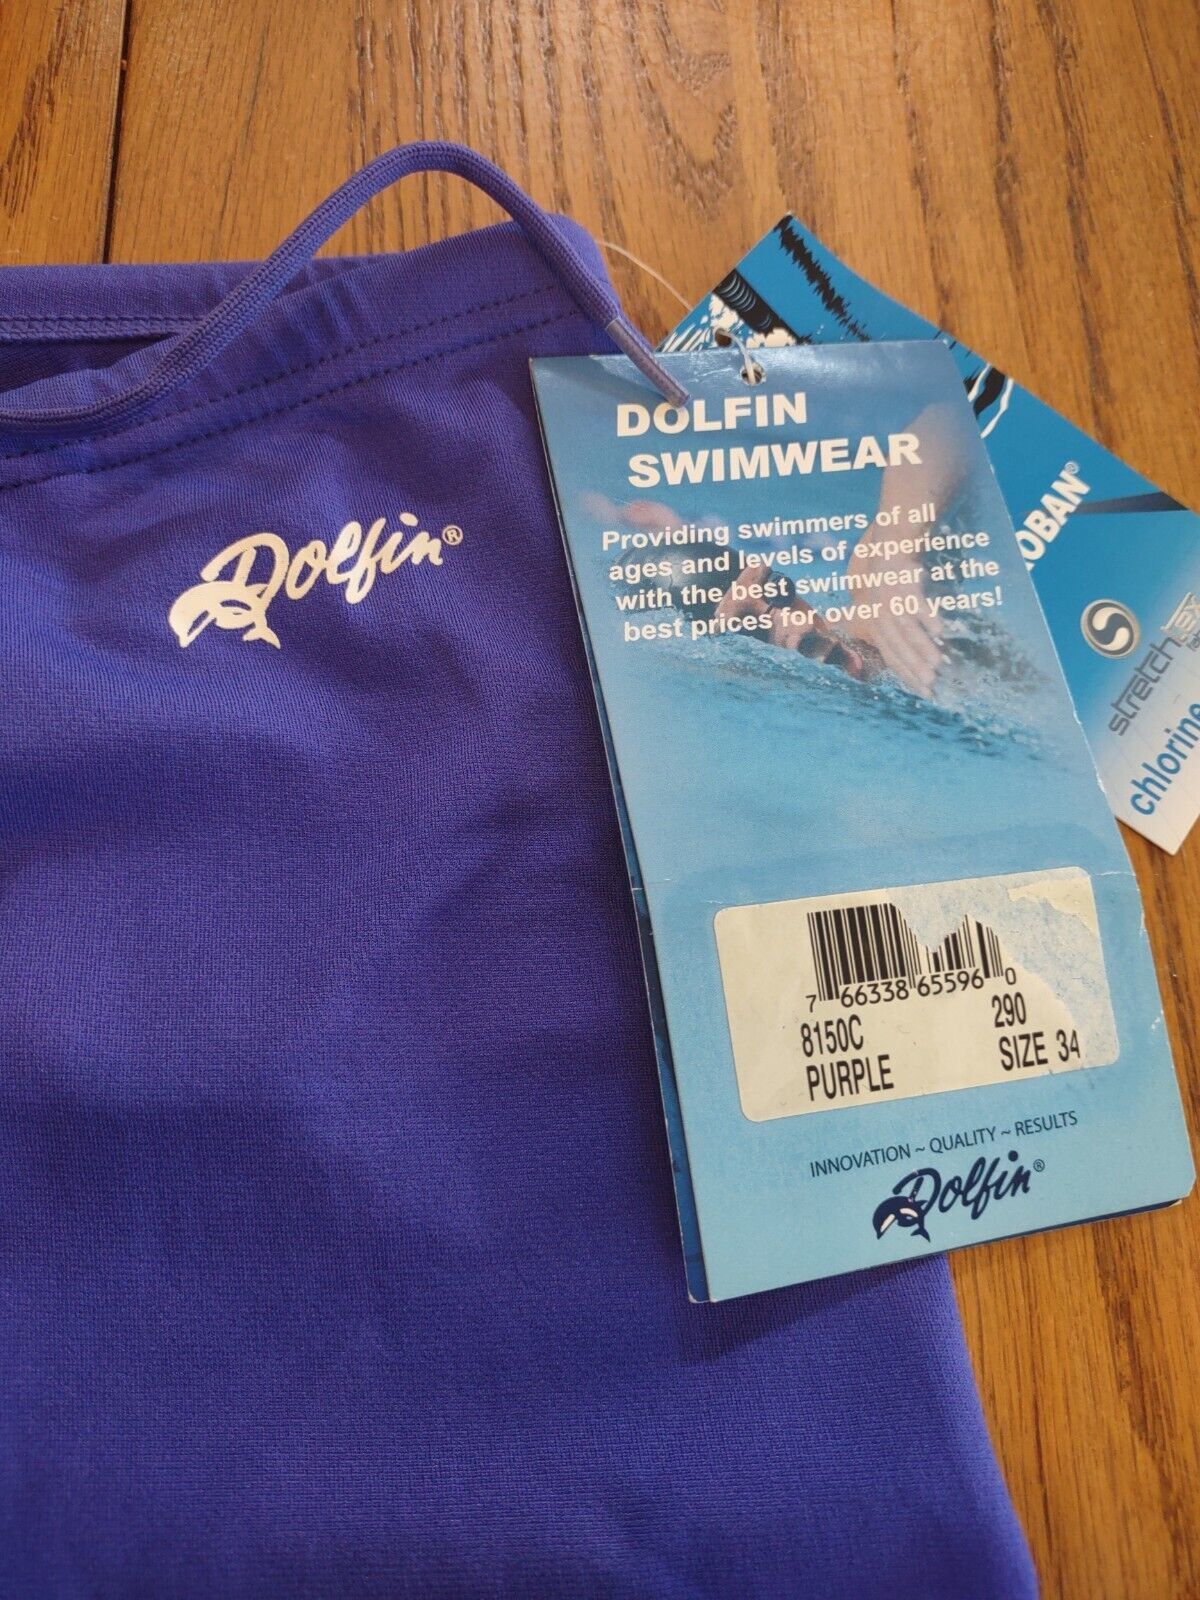 Dolfin®
DOLFIN
SWIMWEAR
Providing swimmers of all
ages and levels of experience
with the best swimwear at the
best prices for over 60 years!
7 66338 65596 0
8150C 290
PURPLE SIZE 34
INNOVATION ~ QUALITY ~ RESULTS
Dolfin®
OBAN®
stretch
chlorine